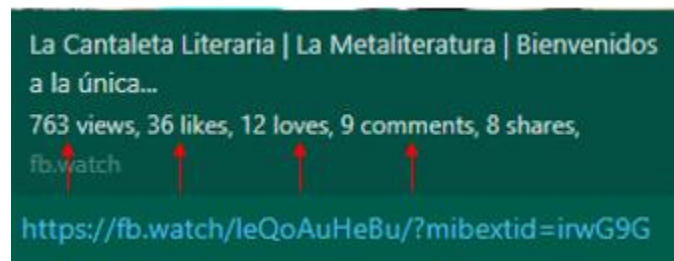 La Cantaleta Literaria | La Metaliteratura | Bienvenidos
a la única...
763 views, 36 likes, 12 loves, 9 comments, 8 shares,
fb.watch
https://fb.watch/leQoAuHeBu/?mibextid=irwG9G